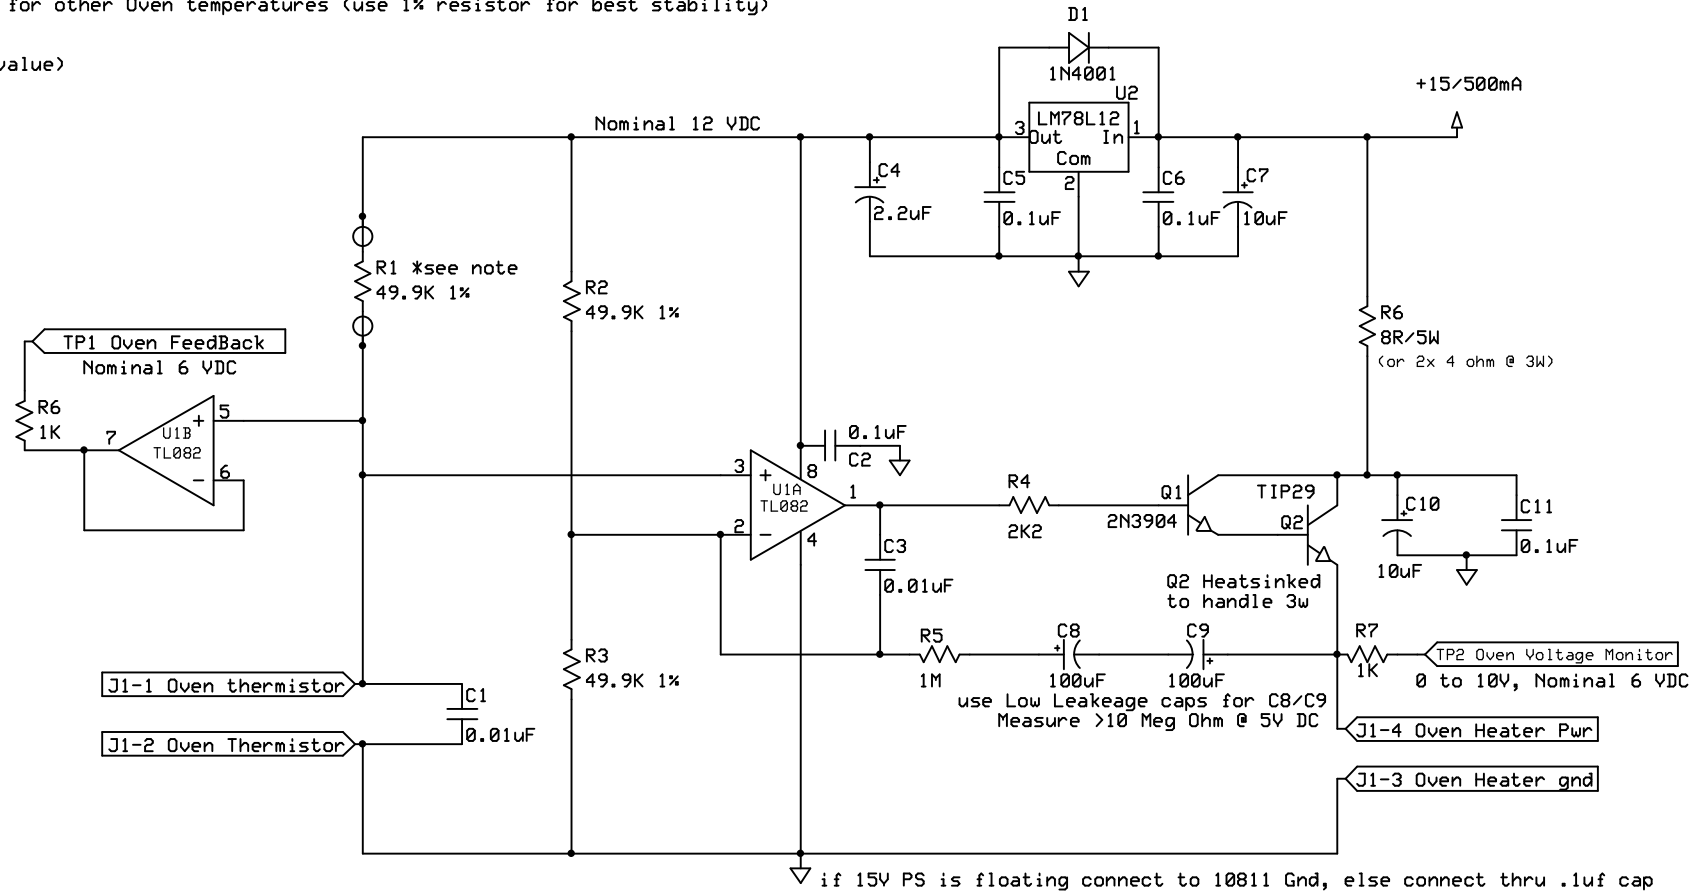 for other Oven temperatures (use 1% resistor for best stability)
value)
D1
1N4001
U2
LM78L12
3
Out
In
1
Com
2
+15/500mA
Nominal 12 VDC
C4
2.2uF
C5
0.1uF
C6
0.1uF
C7
10uF
R1 *see note
49.9K 1%
R2
49.9K 1%
R6
8R/5W
(or 2x 4 ohm @ 3W)
TP1 Oven FeedBack
Nominal 6 VDC
R6
1K
7
U1B
TL082
5
6
0.1uF
C2
3
8
U1A
TL082
1
2
4
R4
2K2
Q1
2N3904
TIP29
Q2
C10
10uF
C11
0.1uF
C3
0.01uF
Q2 Heatsinked
to handle 3w
R5
1M
C8
100uF
C9
100uF
use Low Leakeage caps for C8/C9
Measure >10 Meg Ohm @ 5V DC
R7
1K
TP2 Oven Voltage Monitor
0 to 10V, Nominal 6 VDC
R3
49.9K 1%
J1-1 Oven thermistor
C1
0.01uF
J1-2 Oven Thermistor
J1-4 Oven Heater Pwr
J1-3 Oven Heater gnd
if 15V PS is floating connect to 10811 Gnd, else connect thru .1uf cap